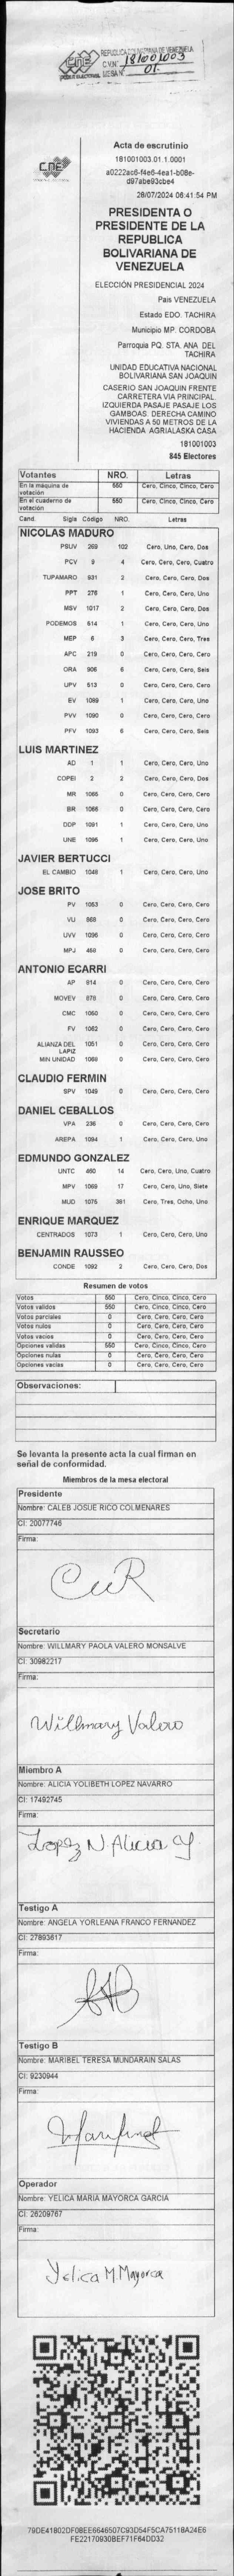 REPUBLICA BOLIVARIANA DE VENEZUELA
CNE
C.V.N° 181001003
PODER ELECTORAL MESA N° 01
Acta de escrutinio
181001003.01.1.0001
a0222ac6-f4e6-4ea1-b08e-
d97abe93cbe4
28/07/2024 06:41:54 PM
CNE
PRESIDENTA O
PRESIDENTE DE LA
REPUBLICA
BOLIVARIANA DE
VENEZUELA
ELECCIÓN PRESIDENCIAL 2024
Pais VENEZUELA
Estado EDO. TACHIRA
Municipio MP. CORDOBA
Parroquia PQ. STA. ANA DEL
TACHIRA
UNIDAD EDUCATIVA NACIONAL
BOLIVARIANA SAN JOAQUIN
CASERIO SAN JOAQUIN FRENTE
CARRETERA VIA PRINCIPAL.
IZQUIERDA PASAJE PASAJE LOS
GAMBOAS. DERECHA CAMINO
VIVIENDAS A 50 METROS DE LA
HACIENDA AGRIALASKA CASA
181001003
845 Electores
Votantes NRO. Letras
En la máquina de votación 550 Cero, Cinco, Cinco, Cero
En el cuaderno de votación 550 Cero, Cinco, Cinco, Cero
Cand. Sigla Código NRO. Letras
NICOLAS MADURO
PSUV 269 102 Cero, Uno, Cero, Dos
PCV 9 4 Cero, Cero, Cero, Cuatro
TUPAMARO 931 2 Cero, Cero, Cero, Dos
PPT 276 1 Cero, Cero, Cero, Uno
MSV 1017 2 Cero, Cero, Cero, Dos
PODEMOS 514 1 Cero, Cero, Cero, Uno
MEP 6 3 Cero, Cero, Cero, Tres
APC 219 0 Cero, Cero, Cero, Cero
ORA 906 6 Cero, Cero, Cero, Seis
UPV 513 0 Cero, Cero, Cero, Cero
EV 1089 1 Cero, Cero, Cero, Uno
PVV 1090 0 Cero, Cero, Cero, Cero
PFV 1093 6 Cero, Cero, Cero, Seis
LUIS MARTINEZ
AD 1 1 Cero, Cero, Cero, Uno
COPEI 2 2 Cero, Cero, Cero, Dos
MR 1065 0 Cero, Cero, Cero, Cero
BR 1066 0 Cero, Cero, Cero, Cero
DDP 1091 1 Cero, Cero, Cero, Uno
UNE 1095 1 Cero, Cero, Cero, Uno
JAVIER BERTUCCI
EL CAMBIO 1048 1 Cero, Cero, Cero, Uno
JOSE BRITO
PV 1053 0 Cero, Cero, Cero, Cero
VU 868 0 Cero, Cero, Cero, Cero
UVV 1096 0 Cero, Cero, Cero, Cero
MPJ 458 0 Cero, Cero, Cero, Cero
ANTONIO ECARRI
AP 814 0 Cero, Cero, Cero, Cero
MOVEV 878 0 Cero, Cero, Cero, Cero
CMC 1050 0 Cero, Cero, Cero, Cero
FV 1062 0 Cero, Cero, Cero, Cero
ALIANZA DEL LAPIZ 1051 0 Cero, Cero, Cero, Cero
MIN UNIDAD 1068 0 Cero, Cero, Cero, Cero
CLAUDIO FERMIN
SPV 1049 0 Cero, Cero, Cero, Cero
DANIEL CEBALLOS
VPA 236 0 Cero, Cero, Cero, Cero
AREPA 1094 1 Cero, Cero, Cero, Uno
EDMUNDO GONZALEZ
UNTC 460 14 Cero, Cero, Uno, Cuatro
MPV 1069 17 Cero, Cero, Uno, Siete
MUD 1075 381 Cero, Tres, Ocho, Uno
ENRIQUE MARQUEZ
CENTRADOS 1073 1 Cero, Cero, Cero, Uno
BENJAMIN RAUSSEO
CONDE 1092 2 Cero, Cero, Cero, Dos
Resumen de votos
Votos 550 Cero, Cinco, Cinco, Cero
Votos validos 550 Cero, Cinco, Cinco, Cero
Votos parciales 0 Cero, Cero, Cero, Cero
Votos nulos 0 Cero, Cero, Cero, Cero
Votos vacios 0 Cero, Cero, Cero, Cero
Opciones validas 550 Cero, Cinco, Cinco, Cero
Opciones nulas 0 Cero, Cero, Cero, Cero
Opciones vacias 0 Cero, Cero, Cero, Cero
Observaciones:
Se levanta la presente acta la cual firman en
señal de conformidad.
Miembros de la mesa electoral
Presidente
Nombre: CALEB JOSUE RICO COLMENARES
CI: 20077746
Firma:
CuR
Secretario
Nombre: WILLMARY PAOLA VALERO MONSALVE
CI: 30982217
Firma:
Willmary Valero
Miembro A
Nombre: ALICIA YOLIBETH LOPEZ NAVARRO
CI: 17492745
Firma:
Lopez N Alicia Y
Testigo A
Nombre: ANGELA YORLEANA FRANCO FERNANDEZ
CI: 27893617
Firma:
Testigo B
Nombre: MARIBEL TERESA MUNDARAIN SALAS
CI: 9230944
Firma:
Operador
Nombre: YELICA MARIA MAYORCA GARCIA
CI: 26209767
Firma:
Yelica M Mayorca
79DE41802DF08EE6646507C93D54F5CA75118A24E6
FE22170930BEF71F64DD32